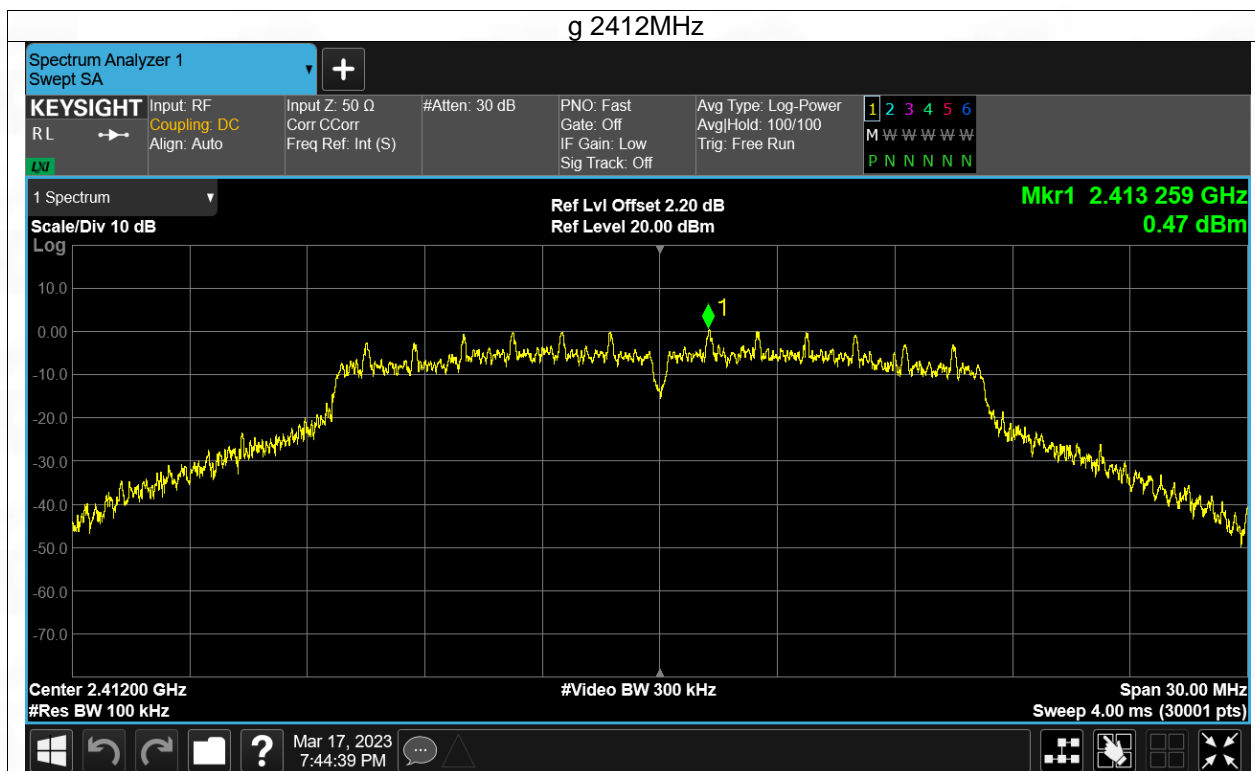 g 2412MHz
Spectrum Analyzer 1
Swept SA
+
KEYSIGHT
RL
LXI
Input: RF
Coupling: DC
Align: Auto
Input Z: 50 Ω
Corr CCorr
Freq Ref: Int (S)
#Atten: 30 dB
PNO: Fast
Gate: Off
IF Gain: Low
Sig Track: Off
Avg Type: Log-Power
Avg|Hold: 100/100
Trig: Free Run
1 2 3 4 5 6
M W W W W W
P N N N N N
1 Spectrum
Scale/Div 10 dB
Ref Lvl Offset 2.20 dB
Ref Level 20.00 dBm
Mkr1 2.413 259 GHz
0.47 dBm
Log
10.0
0.00
-10.0
-20.0
-30.0
-40.0
-50.0
-60.0
-70.0
1
Center 2.41200 GHz
#Res BW 100 kHz
#Video BW 300 kHz
Span 30.00 MHz
Sweep 4.00 ms (30001 pts)
?
Mar 17, 2023
7:44:39 PM